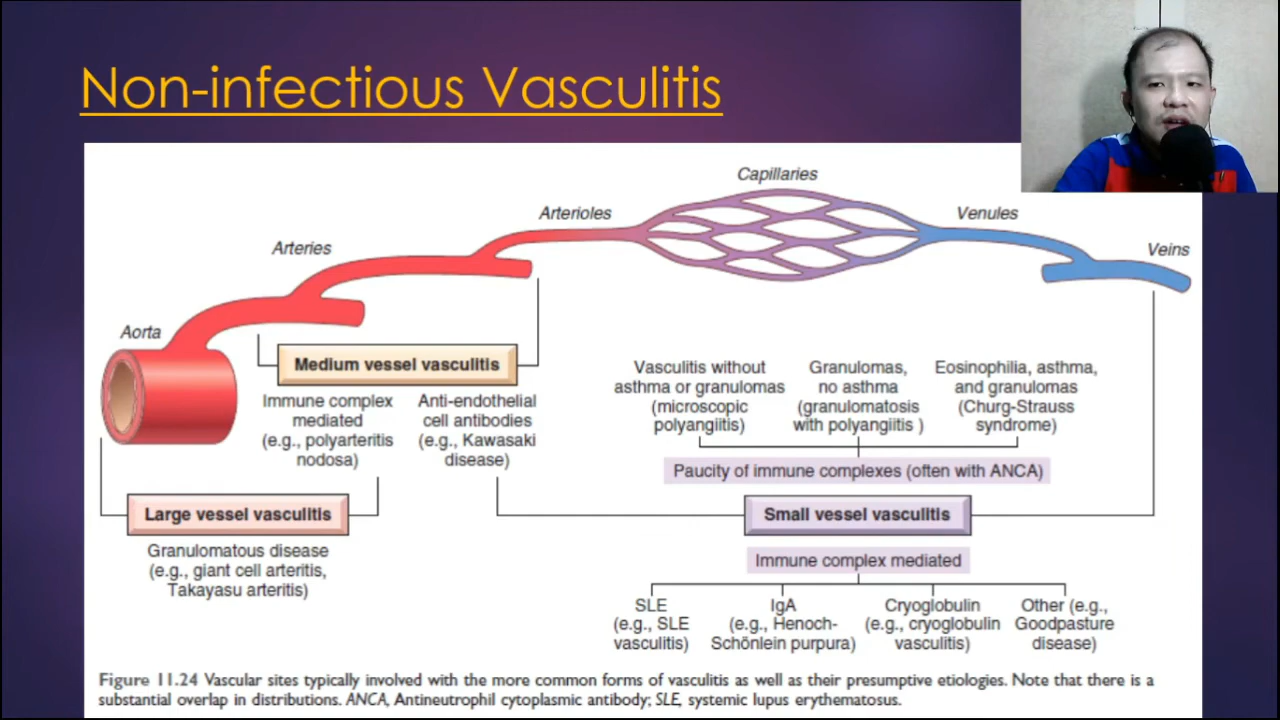 Non-infectious Vasculitis
Capillaries
Arterioles
Venules
Arteries
Veins
Aorta
Medium vessel vasculitis
Immune complex
mediated
(e.g., polyarteritis
nodosa)
Anti-endothelial
cell antibodies
(e.g., Kawasaki
disease)
Vasculitis without
asthma or granulomas
(microscopic
polyangiitis)
Granulomas,
no asthma
(granulomatosis
with polyangiitis )
Eosinophilia, asthma,
and granulomas
(Churg-Strauss
syndrome)
Paucity of immune complexes (often with ANCA)
Large vessel vasculitis
Small vessel vasculitis
Granulomatous disease
(e.g., giant cell arteritis,
Takayasu arteritis)
Immune complex mediated
SLE
(e.g., SLE
vasculitis)
IgA
(e.g., Henoch-
Schönlein purpura)
Cryoglobulin
(e.g., cryoglobulin
vasculitis)
Other (e.g.,
Goodpasture
disease)
Figure 11.24 Vascular sites typically involved with the more common forms of vasculitis as well as their presumptive etiologies. Note that there is a
substantial overlap in distributions. ANCA, Antineutrophil cytoplasmic antibody; SLE, systemic lupus erythematosus.